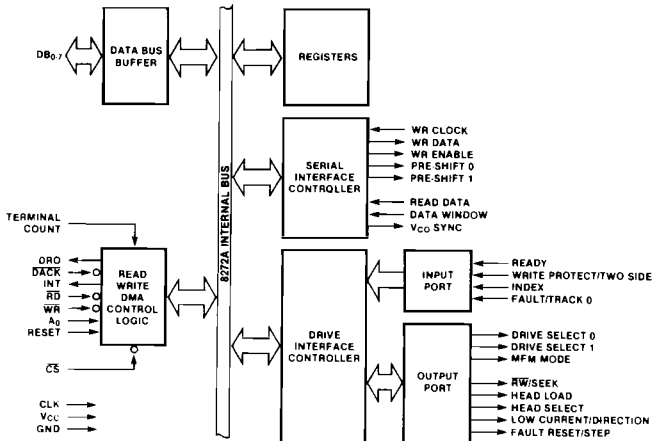 DB0-7
DATA BUS
BUFFER
REGISTERS
8272A INTERNAL BUS
SERIAL
INTERFACE
CONTROLLER
WR CLOCK
WR DATA
WR ENABLE
PRE-SHIFT 0
PRE-SHIFT 1
READ DATA
DATA WINDOW
VCO SYNC
TERMINAL
COUNT
DRQ
DACK
INT
RD
WR
A0
RESET
CS
READ
WRITE
DMA
CONTROL
LOGIC
CLK
VCC
GND
DRIVE
INTERFACE
CONTROLLER
INPUT
PORT
READY
WRITE PROTECT/TWO SIDE
INDEX
FAULT/TRACK 0
OUTPUT
PORT
DRIVE SELECT 0
DRIVE SELECT 1
MFM MODE
RW/SEEK
HEAD LOAD
HEAD SELECT
LOW CURRENT/DIRECTION
FAULT RESET/STEP